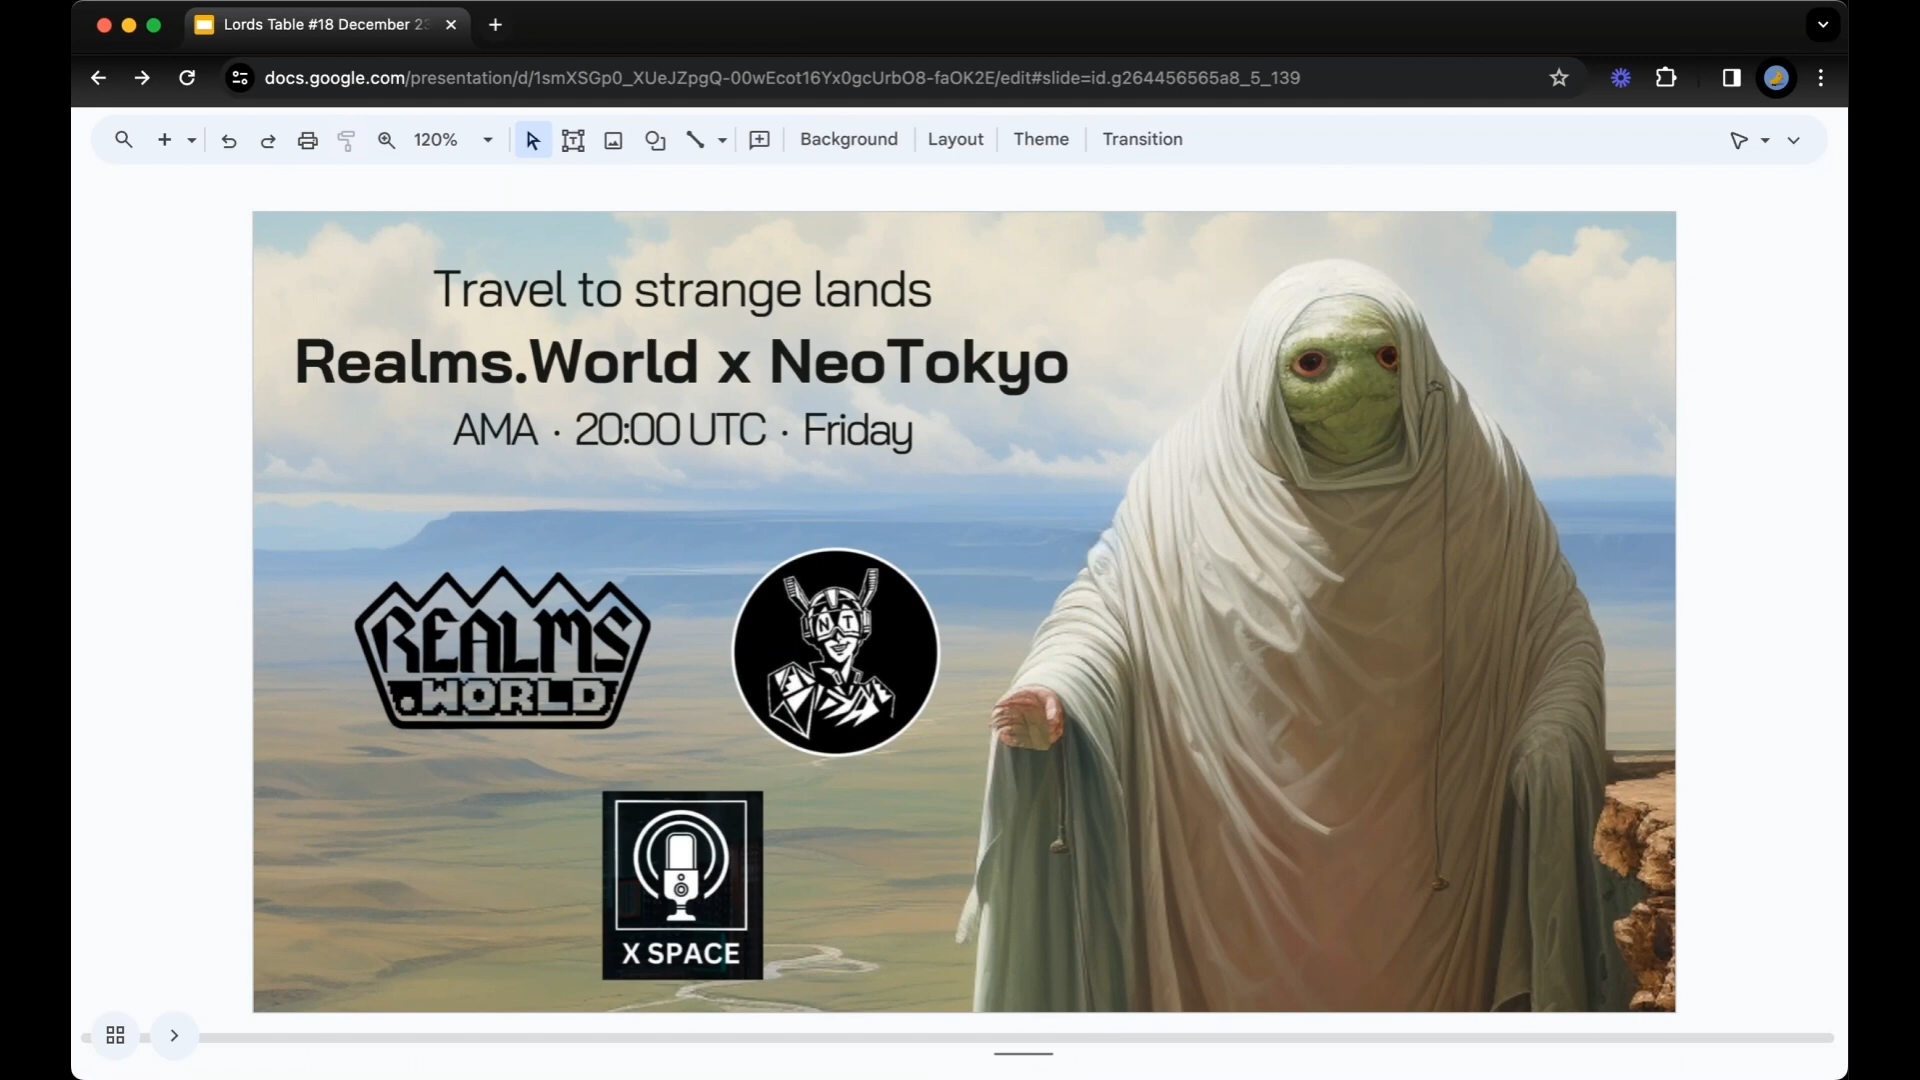 Lords Table #18 December 23
docs.google.com/presentation/d/1smXSGp0_XUeJZpgQ-00wEcot16Yx0gcUrbO8-faOK2E/edit#slide=id.g264456565a8_5_139
120%
Background
Layout
Theme
Transition
Travel to strange lands
Realms.World x NeoTokyo
AMA · 20:00 UTC · Friday
REALMS
.WORLD
NT
X SPACE